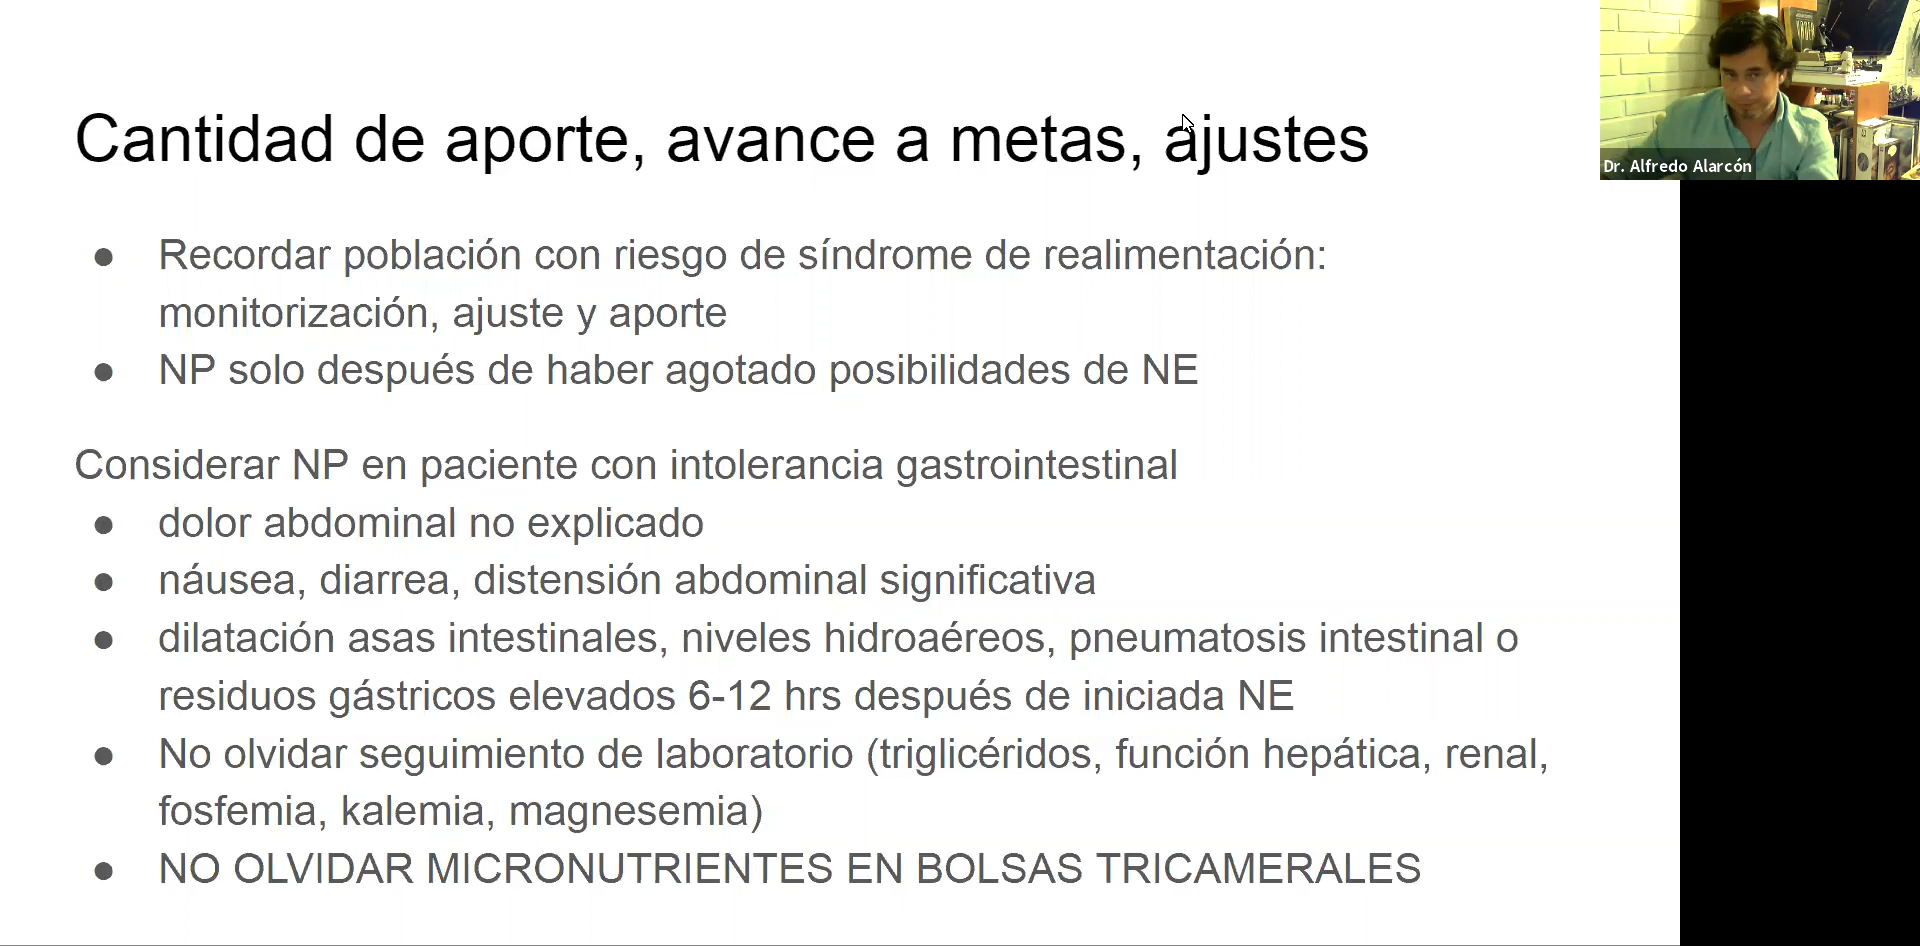 Cantidad de aporte, avance a metas, ajustes
Dr. Alfredo Alarcón
● Recordar población con riesgo de síndrome de realimentación:
monitorización, ajuste y aporte
● NP solo después de haber agotado posibilidades de NE
Considerar NP en paciente con intolerancia gastrointestinal
● dolor abdominal no explicado
● náusea, diarrea, distensión abdominal significativa
● dilatación asas intestinales, niveles hidroaéreos, pneumatosis intestinal o
residuos gástricos elevados 6-12 hrs después de iniciada NE
● No olvidar seguimiento de laboratorio (triglicéridos, función hepática, renal,
fosfemia, kalemia, magnesemia)
● NO OLVIDAR MICRONUTRIENTES EN BOLSAS TRICAMERALES